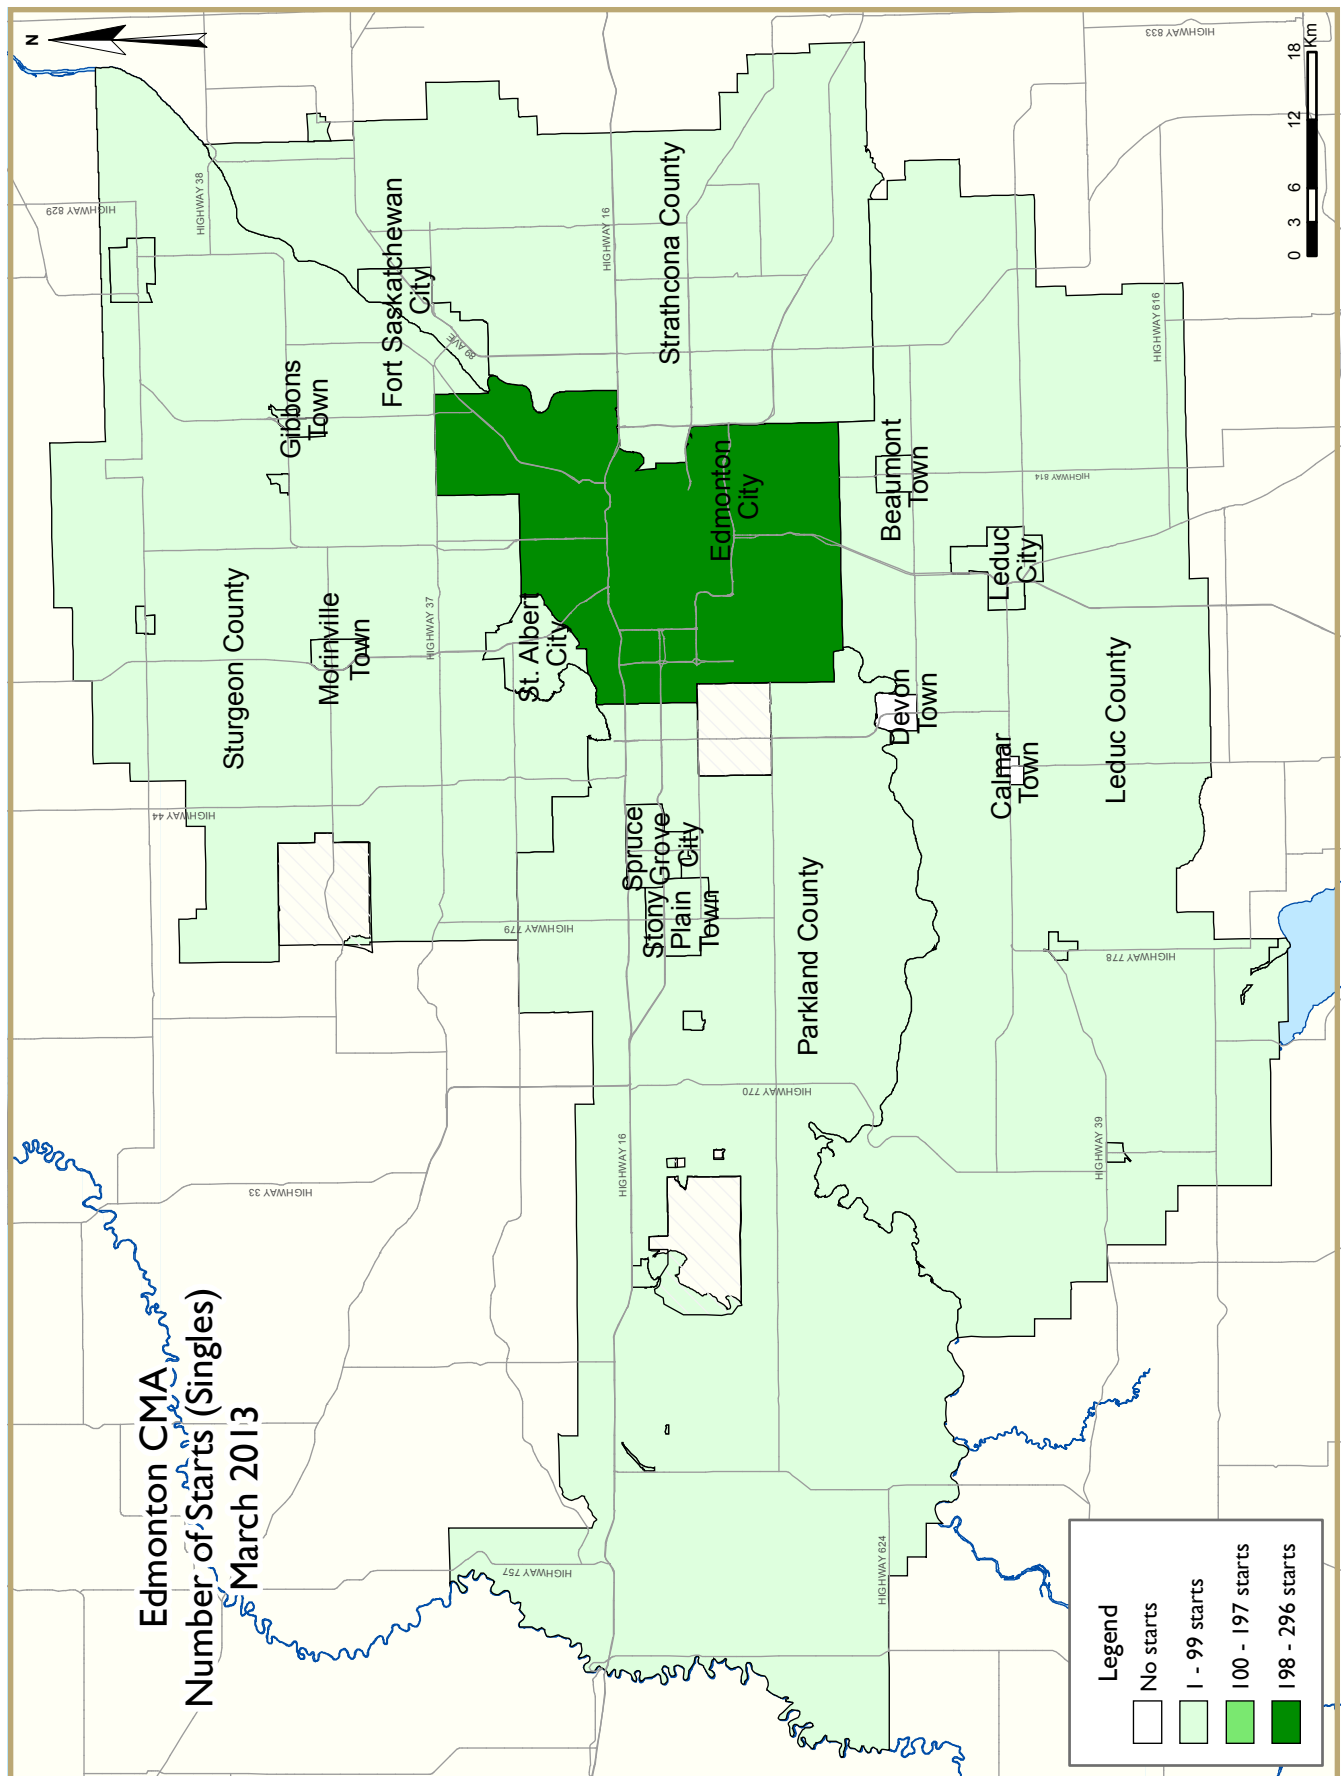 Edmonton CMA
Number of Starts (Singles)
March 2013
N
HIGHWAY 829
HIGHWAY 38
HIGHWAY 833
Fort Saskatchewan
City
89 AVE
HIGHWAY 16
Strathcona County
Gibbons
Town
Sturgeon County
Morinville
Town
HIGHWAY 37
St. Albert
City
Edmonton
City
Beaumont
Town
HIGHWAY 814
HIGHWAY 616
Leduc
City
Devon
Town
Calmar
Town
Leduc County
HIGHWAY 44
Spruce
Grove
City
Stony
Plain
Town
HIGHWAY 779
Parkland County
HIGHWAY 778
HIGHWAY 770
HIGHWAY 39
HIGHWAY 16
HIGHWAY 33
HIGHWAY 757
HIGHWAY 624
Legend
No starts
1 - 99 starts
100 - 197 starts
198 - 296 starts
0 3 6 12 18
Km